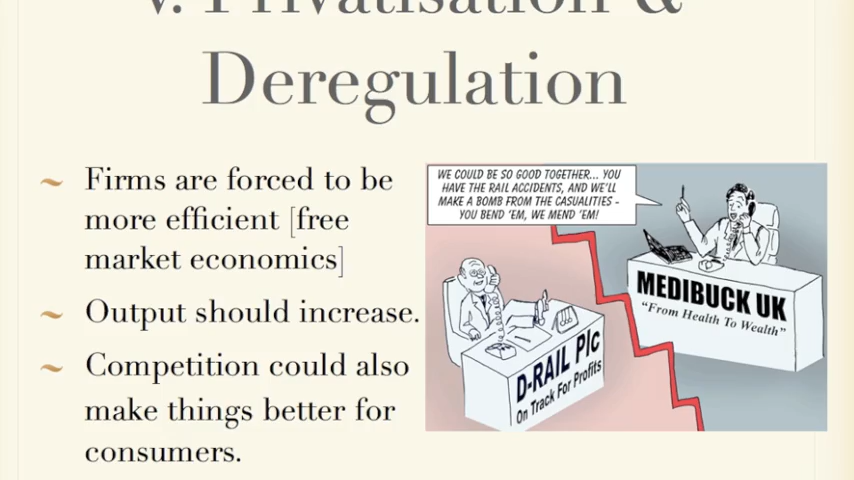 v. Privatisation &
Deregulation
~ Firms are forced to be
more efficient [free
market economics]
~ Output should increase.
~ Competition could also
make things better for
consumers.
WE COULD BE SO GOOD TOGETHER... YOU
HAVE THE RAIL ACCIDENTS, AND WE'LL
MAKE A BOMB FROM THE CASUALITIES -
YOU BEND 'EM, WE MEND 'EM!
MEDIBUCK UK
"From Health To Wealth"
D-RAIL Plc
On Track For Profits